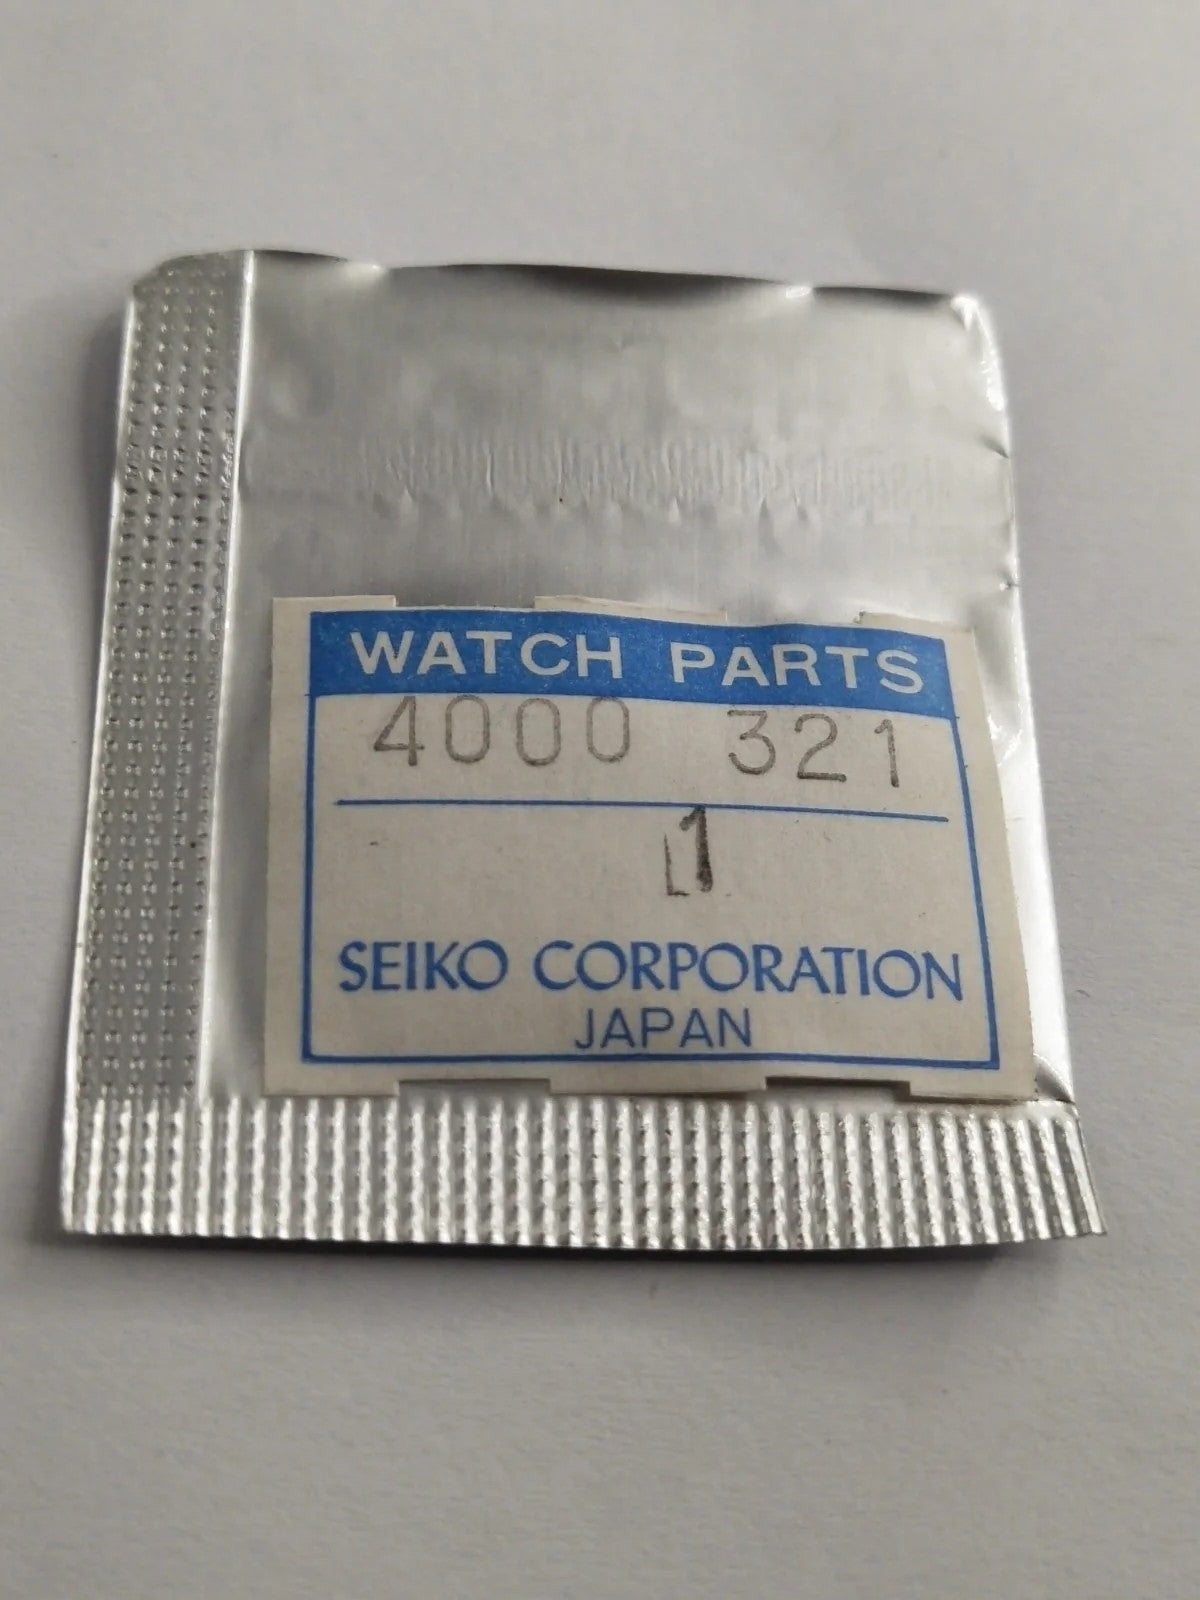 WATCH PARTS
4000 321
1
SEIKO CORPORATION
JAPAN